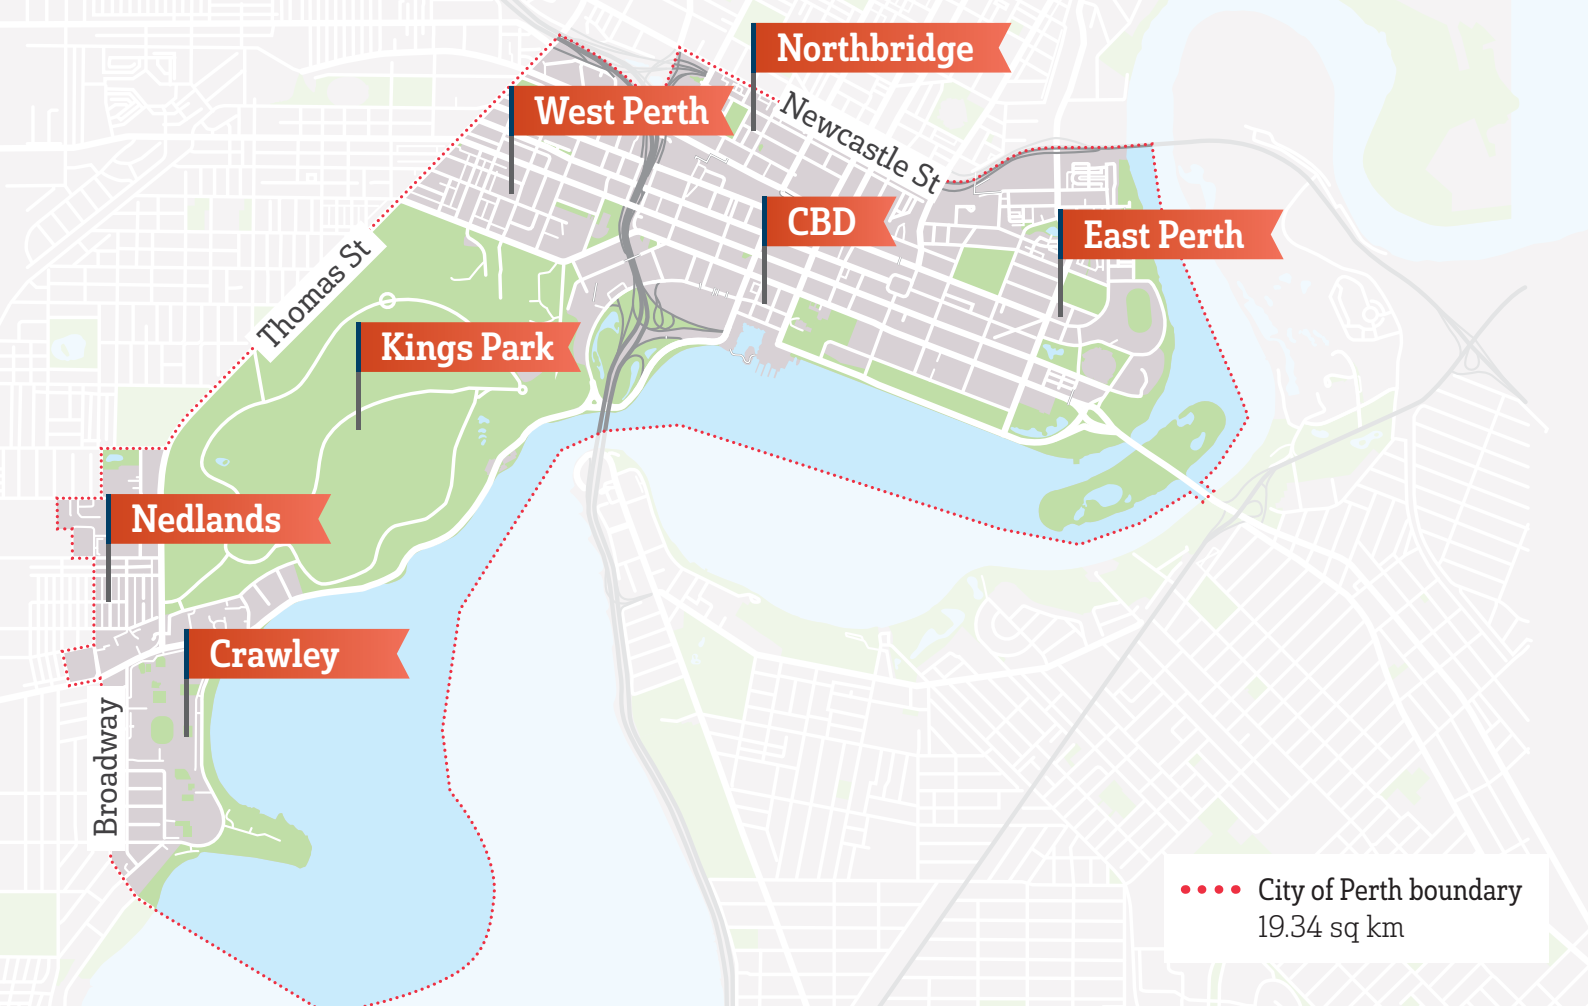 Northbridge
West Perth
Newcastle St
CBD
East Perth
Thomas St
Kings Park
Nedlands
Crawley
Broadway
City of Perth boundary
19.34 sq km